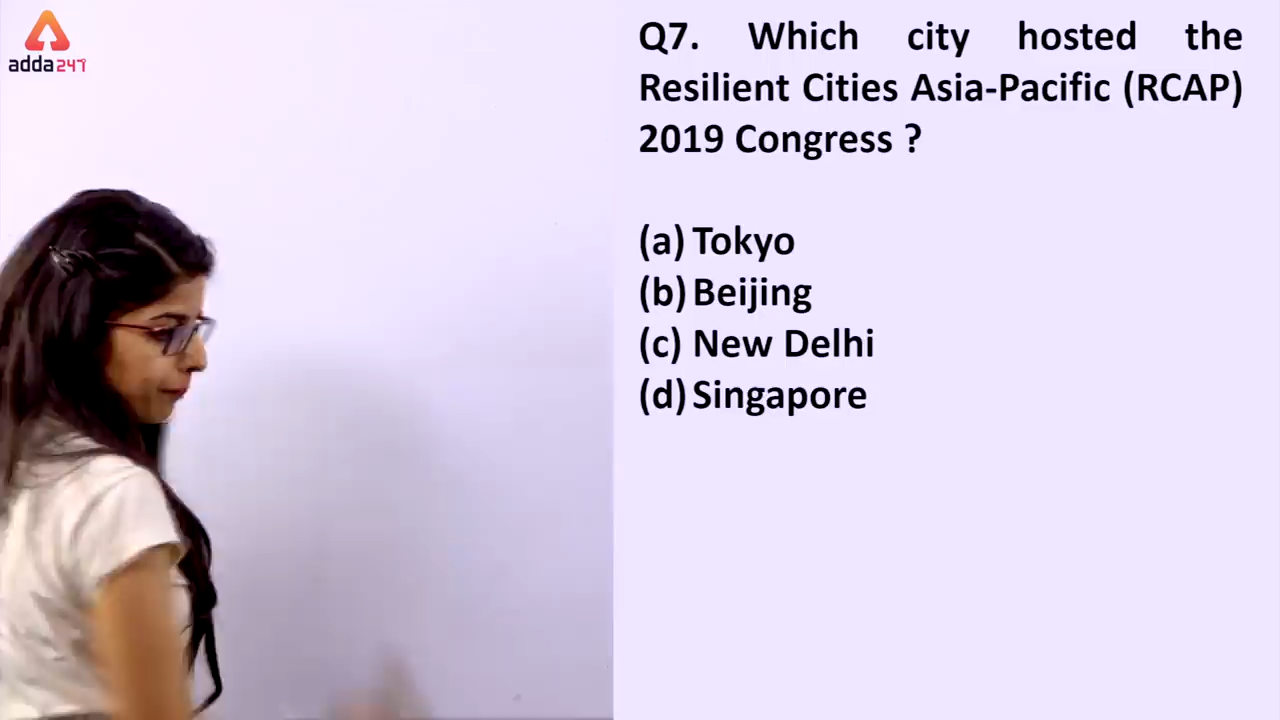 adda247
Q7. Which city hosted the
Resilient Cities Asia-Pacific (RCAP)
2019 Congress ?
(a) Tokyo
(b) Beijing
(c) New Delhi
(d) Singapore